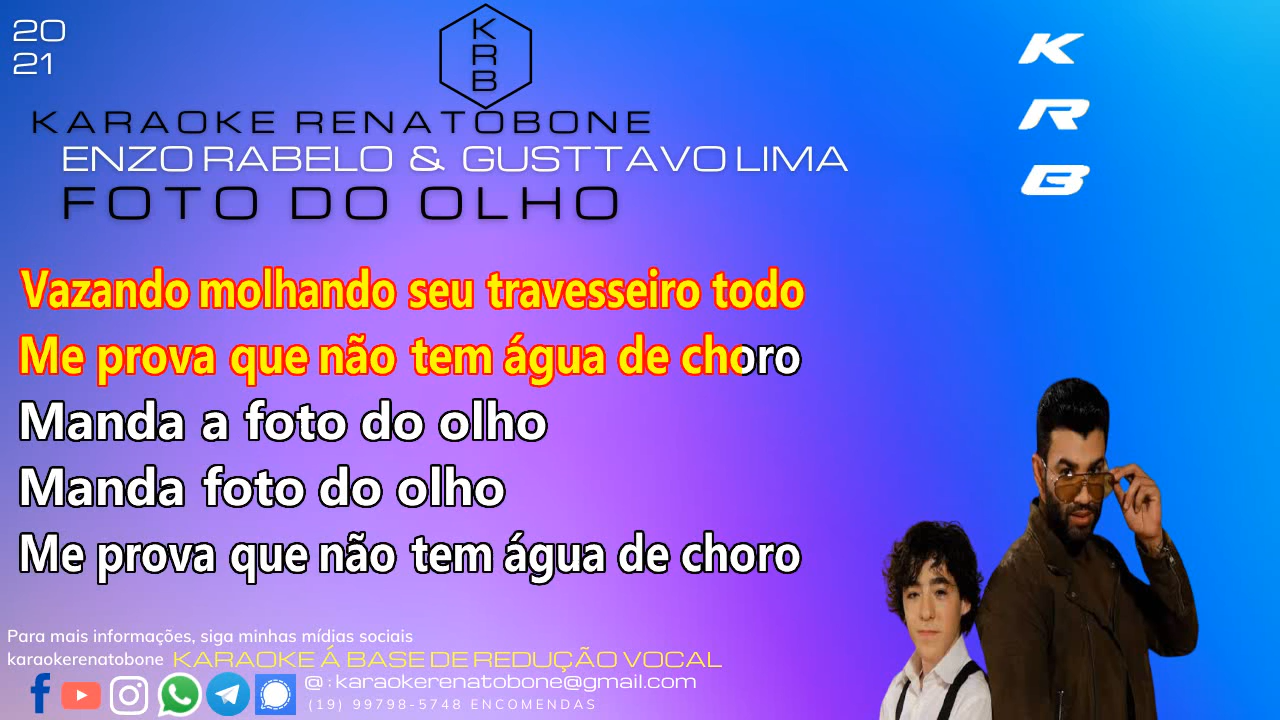 20
21
K
R
B
KARAOKE RENATOBONE
ENZO RABELO & GUSTTAVO LIMA
FOTO DO OLHO
K
R
B
Vazando molhando seu travesseiro todo
Me prova que não tem água de choro
Manda a foto do olho
Manda foto do olho
Me prova que não tem água de choro
Para mais informações, siga minhas mídias sociais
karaokerenatobone KARAOKE Á BASE DE REDUÇÃO VOCAL
@:karaokerenatobone@gmail.com
(19) 99798-5748 ENCOMENDAS